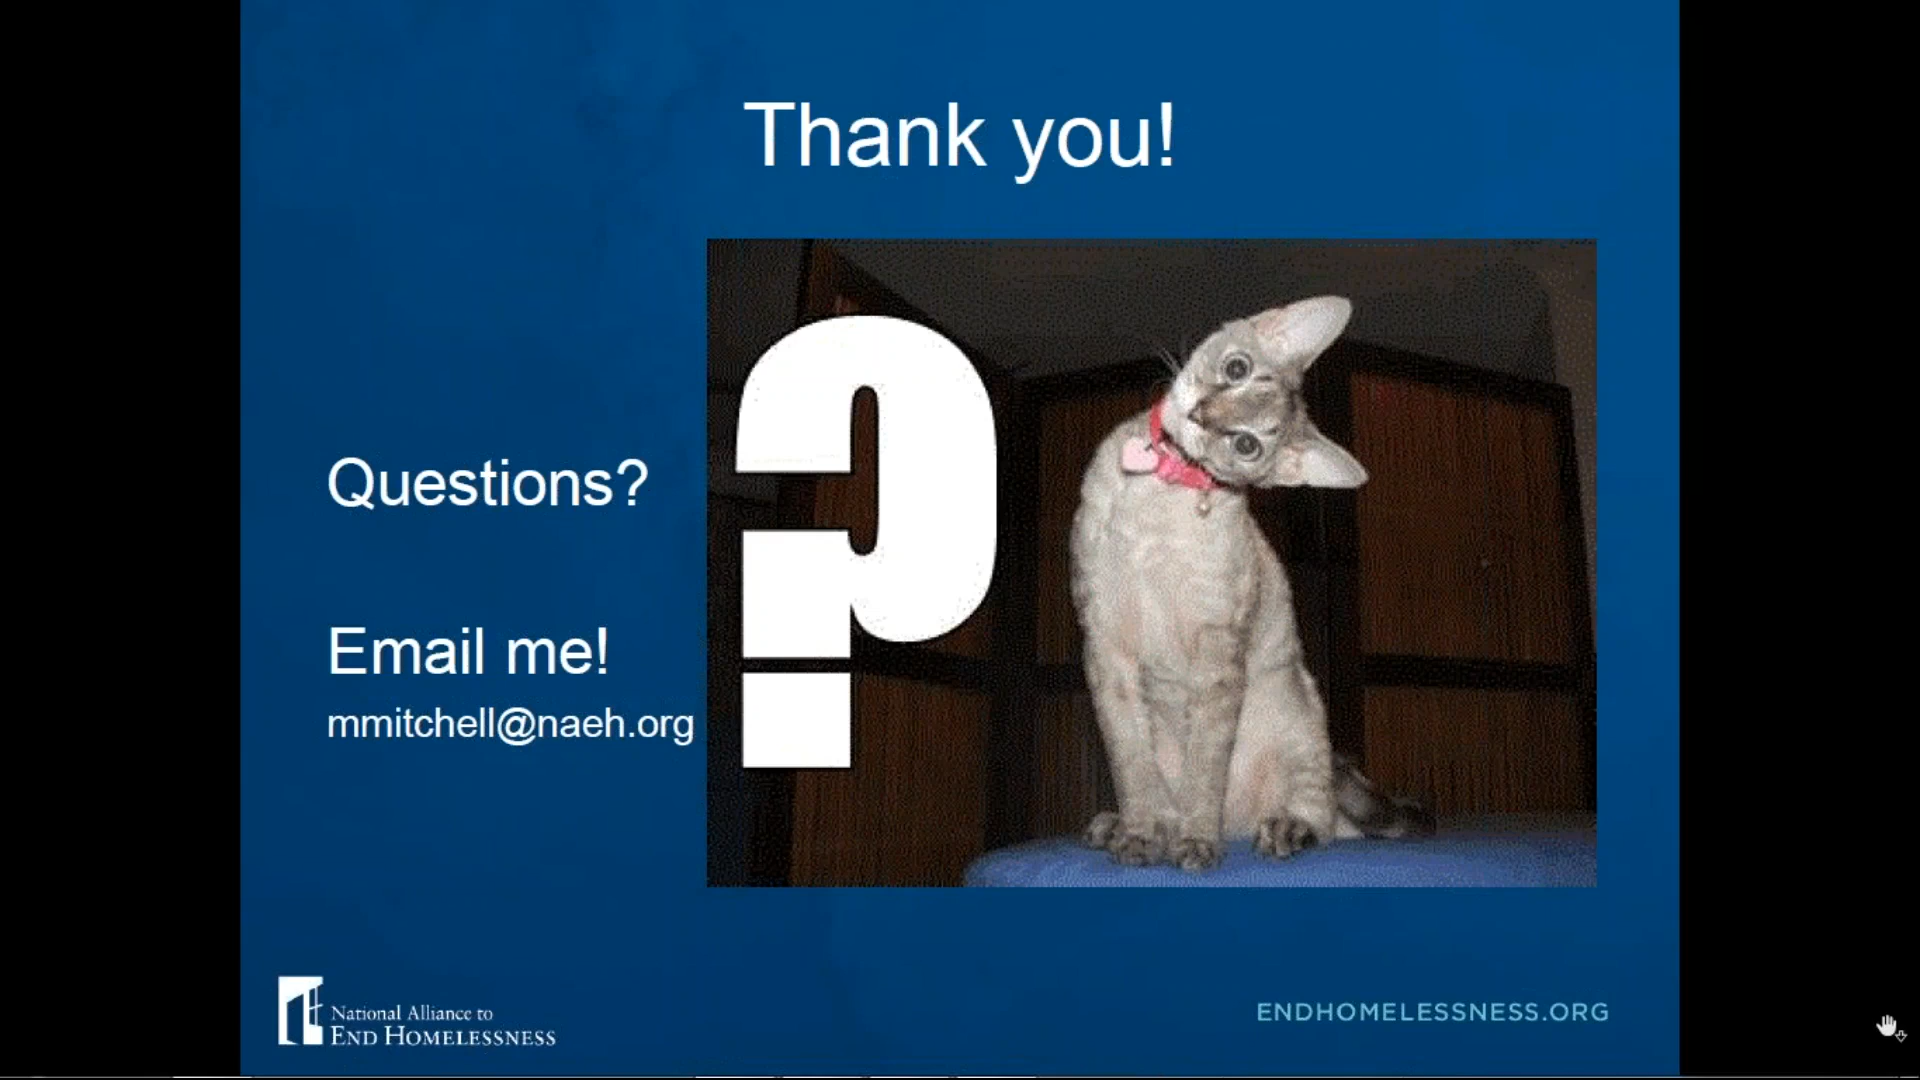 Thank you!
Questions?
?
Email me!
mmitchell@naeh.org
National Alliance to
END HOMELESSNESS
ENDHOMELESSNESS.ORG